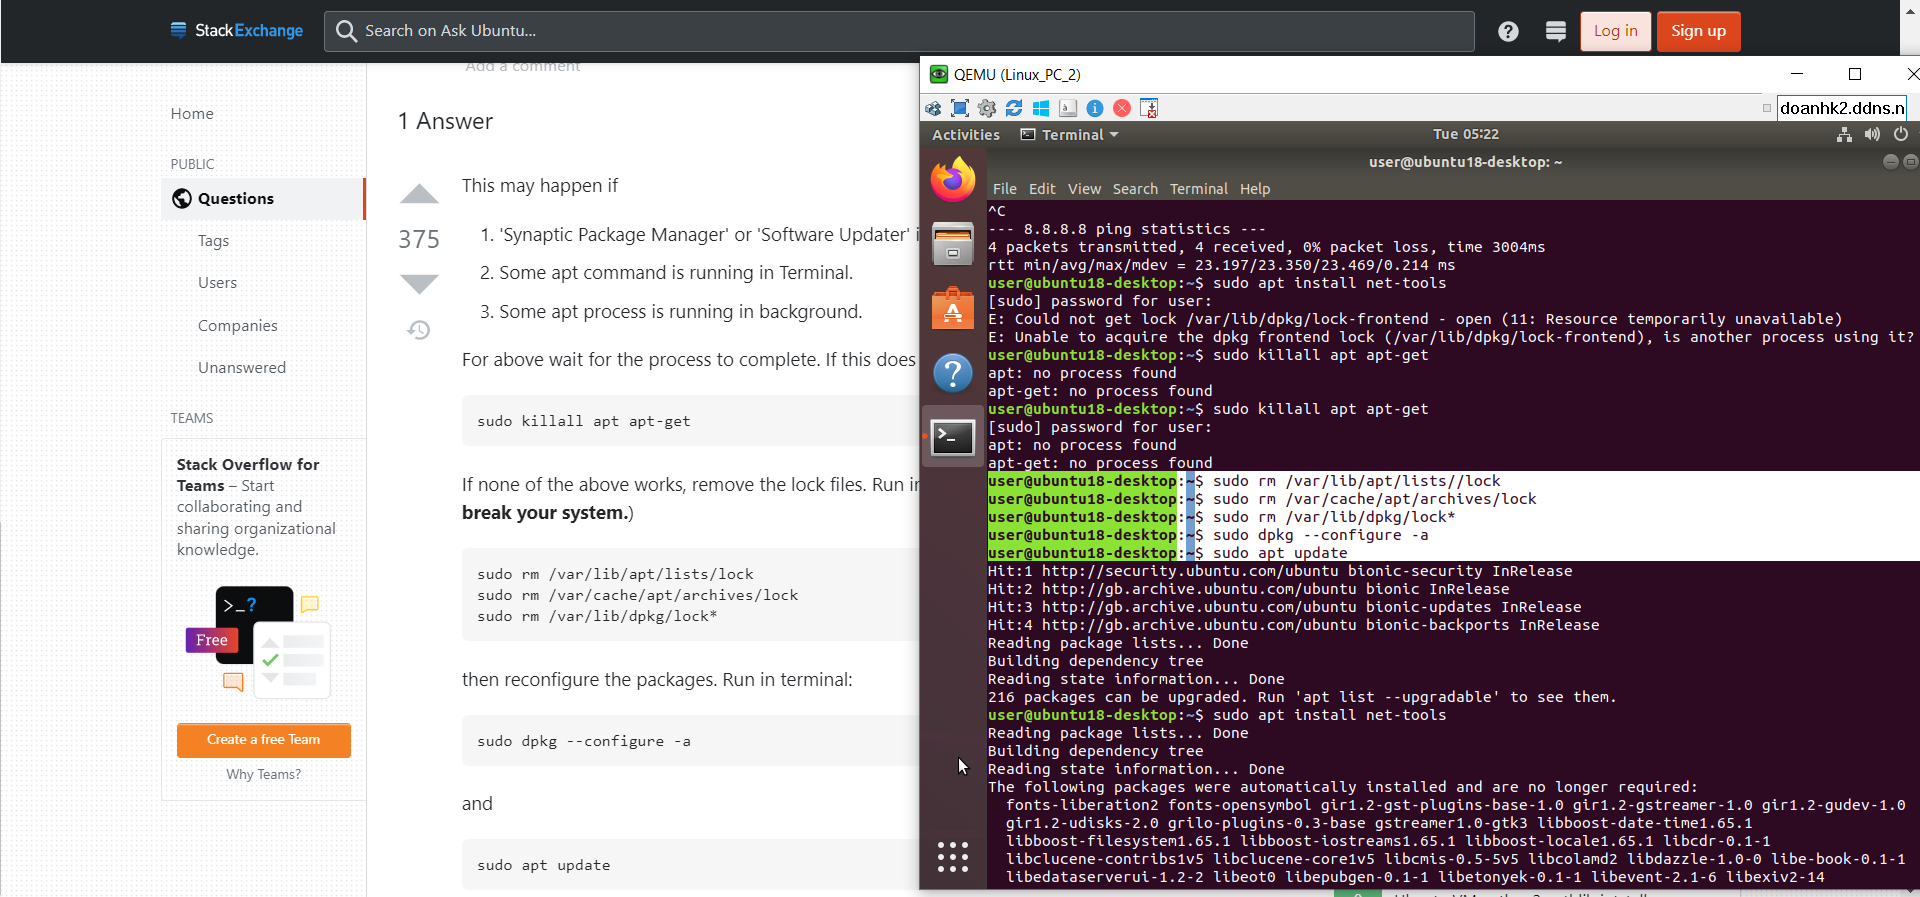 StackExchange
Search on Ask Ubuntu...
Log in
Sign up
Add a comment
Home
PUBLIC
Questions
Tags
Users
Companies
Unanswered
TEAMS
Stack Overflow for
Teams – Start
collaborating and
sharing organizational
knowledge.
>_?
Free
Create a free Team
Why Teams?
1 Answer
375
This may happen if
1. 'Synaptic Package Manager' or 'Software Updater' i
2. Some apt command is running in Terminal.
3. Some apt process is running in background.
For above wait for the process to complete. If this does
sudo killall apt apt-get
If none of the above works, remove the lock files. Run in
break your system.)
sudo rm /var/lib/apt/lists/lock
sudo rm /var/cache/apt/archives/lock
sudo rm /var/lib/dpkg/lock*
then reconfigure the packages. Run in terminal:
sudo dpkg --configure -a
and
sudo apt update
QEMU (Linux_PC_2)
doanhk2.ddns.n
Activities
Terminal
Tue 05:22
user@ubuntu18-desktop: ~
File Edit View Search Terminal Help
^C
--- 8.8.8.8 ping statistics ---
4 packets transmitted, 4 received, 0% packet loss, time 3004ms
rtt min/avg/max/mdev = 23.197/23.350/23.469/0.214 ms
user@ubuntu18-desktop:~$ sudo apt install net-tools
[sudo] password for user:
E: Could not get lock /var/lib/dpkg/lock-frontend - open (11: Resource temporarily unavailable)
E: Unable to acquire the dpkg frontend lock (/var/lib/dpkg/lock-frontend), is another process using it?
user@ubuntu18-desktop:~$ sudo killall apt apt-get
apt: no process found
apt-get: no process found
user@ubuntu18-desktop:~$ sudo killall apt apt-get
[sudo] password for user:
apt: no process found
apt-get: no process found
user@ubuntu18-desktop:~$ sudo rm /var/lib/apt/lists//lock
user@ubuntu18-desktop:~$ sudo rm /var/cache/apt/archives/lock
user@ubuntu18-desktop:~$ sudo rm /var/lib/dpkg/lock*
user@ubuntu18-desktop:~$ sudo dpkg --configure -a
user@ubuntu18-desktop:~$ sudo apt update
Hit:1 http://security.ubuntu.com/ubuntu bionic-security InRelease
Hit:2 http://gb.archive.ubuntu.com/ubuntu bionic InRelease
Hit:3 http://gb.archive.ubuntu.com/ubuntu bionic-updates InRelease
Hit:4 http://gb.archive.ubuntu.com/ubuntu bionic-backports InRelease
Reading package lists... Done
Building dependency tree
Reading state information... Done
216 packages can be upgraded. Run 'apt list --upgradable' to see them.
user@ubuntu18-desktop:~$ sudo apt install net-tools
Reading package lists... Done
Building dependency tree
Reading state information... Done
The following packages were automatically installed and are no longer required:
fonts-liberation2 fonts-opensymbol gir1.2-gst-plugins-base-1.0 gir1.2-gstreamer-1.0 gir1.2-gudev-1.0
gir1.2-udisks-2.0 grilo-plugins-0.3-base gstreamer1.0-gtk3 libboost-date-time1.65.1
libboost-filesystem1.65.1 libboost-iostreams1.65.1 libboost-locale1.65.1 libcdr-0.1-1
libclucene-contribs1v5 libclucene-core1v5 libcmis-0.5-5v5 libcolamd2 libdazzle-1.0-0 libe-book-0.1-1
libedataserverui-1.2-2 libeot0 libepubgen-0.1-1 libetonyek-0.1-1 libevent-2.1-6 libexiv2-14